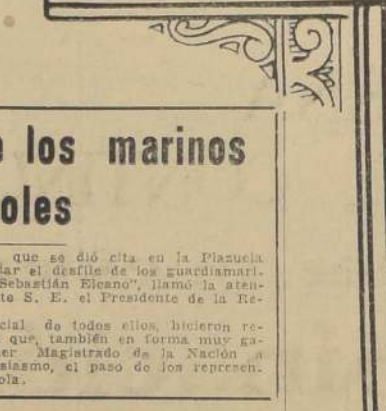 los marinos
oles
que se dió cita en la Plazuela
dar el desfile de los guardiamari-
Sebastián Elcano", llamó la aten-
te S. E. el Presidente de la Re-
cial de todos ellos, hicieron re-
que, también en forma muy ga-
er Magistrado de la Nación a
siasmo, el paso de los represen-
ola.